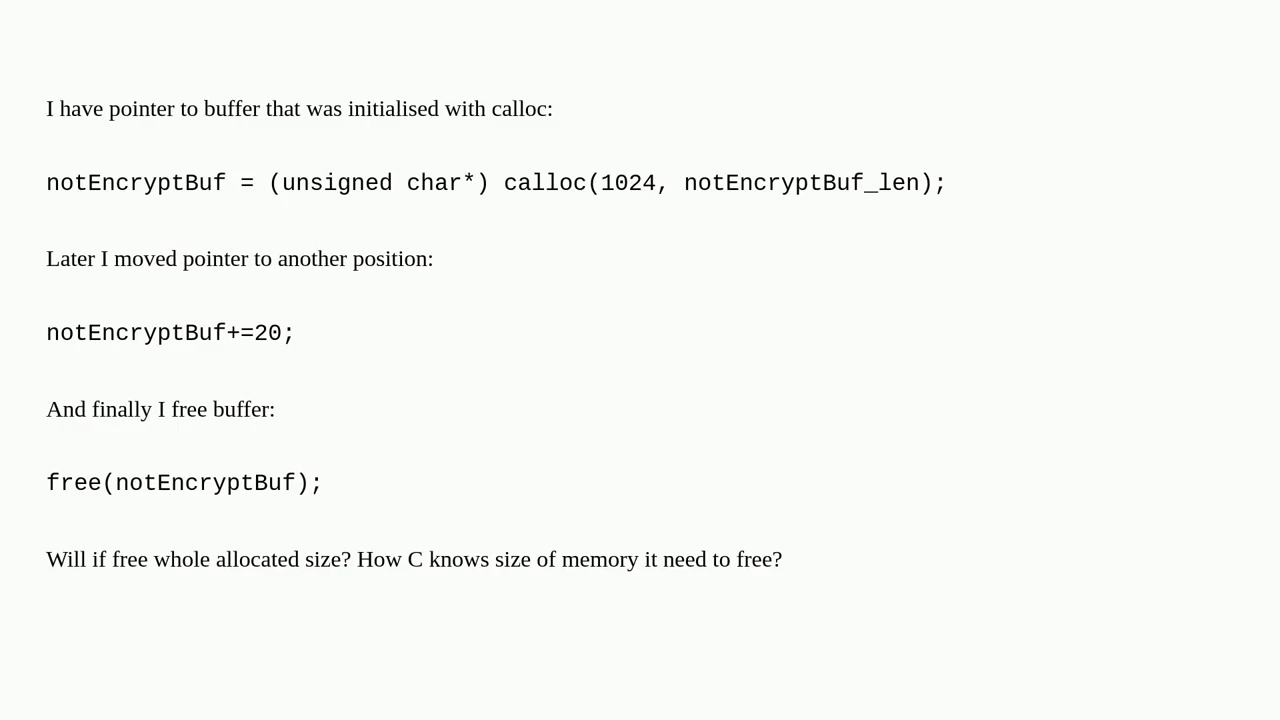 I have pointer to buffer that was initialised with calloc:
notEncryptBuf = (unsigned char*) calloc(1024, notEncryptBuf_len);
Later I moved pointer to another position:
notEncryptBuf+=20;
And finally I free buffer:
free(notEncryptBuf);
Will if free whole allocated size? How C knows size of memory it need to free?